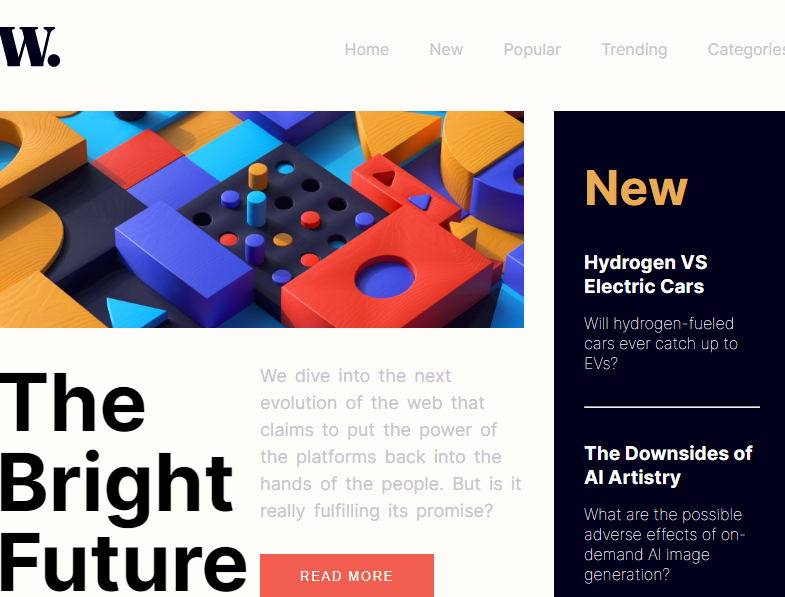 W.
Home New Popular Trending Categories
New
Hydrogen VS
Electric Cars
Will hydrogen-fueled
cars ever catch up to
EVs?
The Downsides of
AI Artistry
What are the possible
adverse effects of on-
demand AI image
generation?
The
Bright
Future
We dive into the next
evolution of the web that
claims to put the power of
the platforms back into the
hands of the people. But is it
really fulfilling its promise?
READ MORE